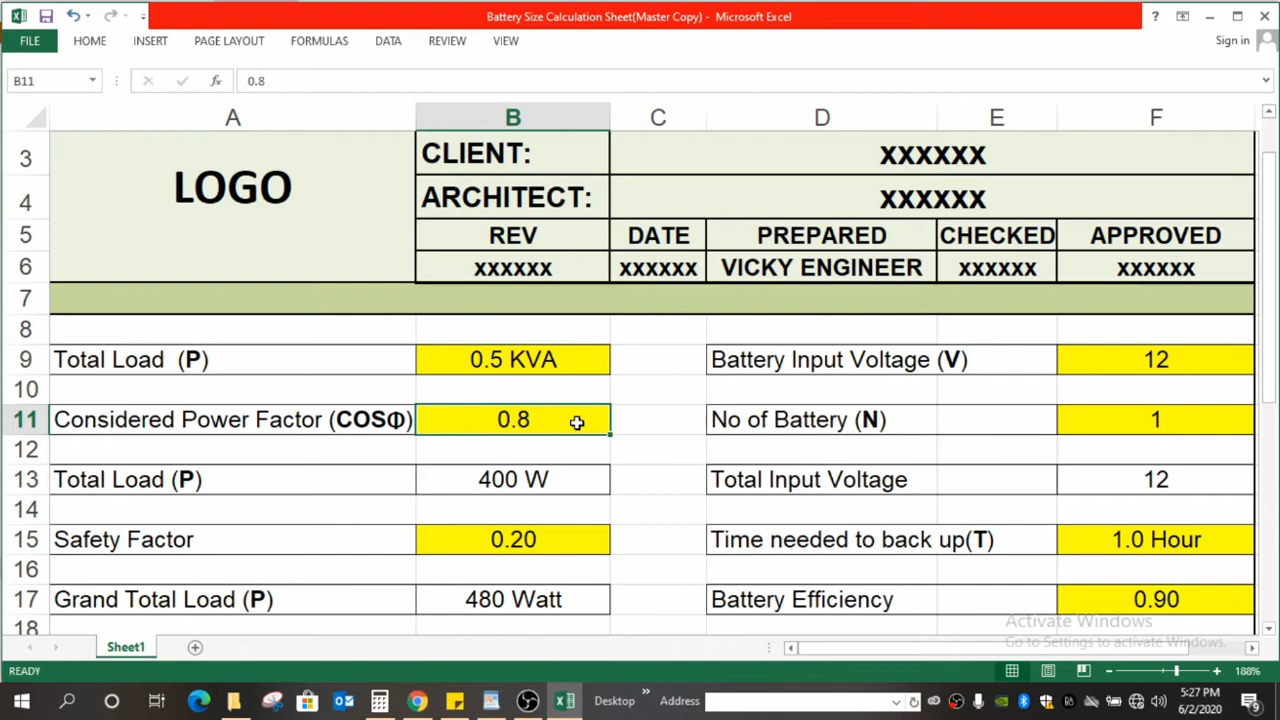 Battery Size Calculation Sheet(Master Copy) - Microsoft Excel
FILE HOME INSERT PAGE LAYOUT FORMULAS DATA REVIEW VIEW Sign in
B11 fx 0.8
A B C D E F
3 LOGO CLIENT: xxxxxx
4 ARCHITECT: xxxxxx
5 REV DATE PREPARED CHECKED APPROVED
6 xxxxxx xxxxxx VICKY ENGINEER xxxxxx xxxxxx
7
8
9 Total Load (P) 0.5 KVA Battery Input Voltage (V) 12
10
11 Considered Power Factor (COSΦ) 0.8 No of Battery (N) 1
12
13 Total Load (P) 400 W Total Input Voltage 12
14
15 Safety Factor 0.20 Time needed to back up(T) 1.0 Hour
16
17 Grand Total Load (P) 480 Watt Battery Efficiency 0.90
18
Activate Windows
Go to Settings to activate Windows.
Sheet1
READY 188%
Desktop » Address 5:27 PM
6/2/2020 9